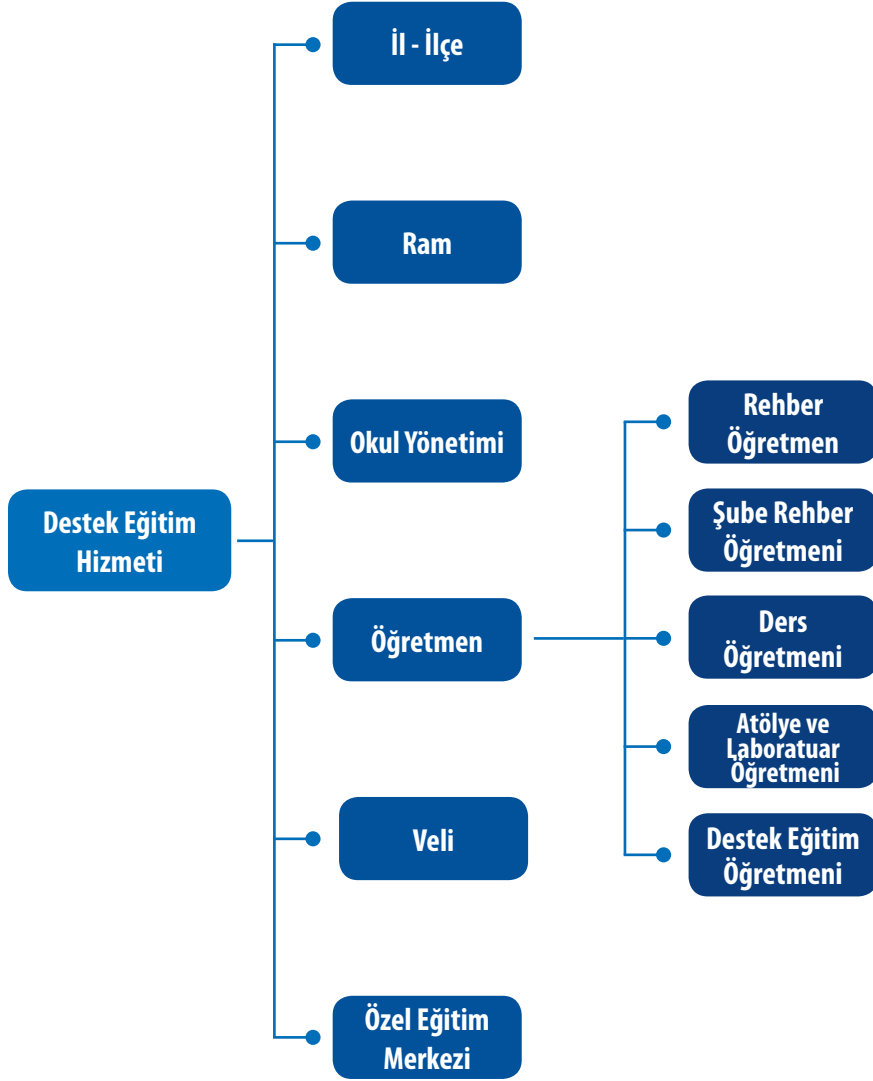 İl - İlçe
Ram
Okul Yönetimi
Destek Eğitim
Hizmeti
Öğretmen
Veli
Özel Eğitim
Merkezi
Rehber
Öğretmen
Şube Rehber
Öğretmeni
Ders
Öğretmeni
Atölye ve
Laboratuar
Öğretmeni
Destek Eğitim
Öğretmeni